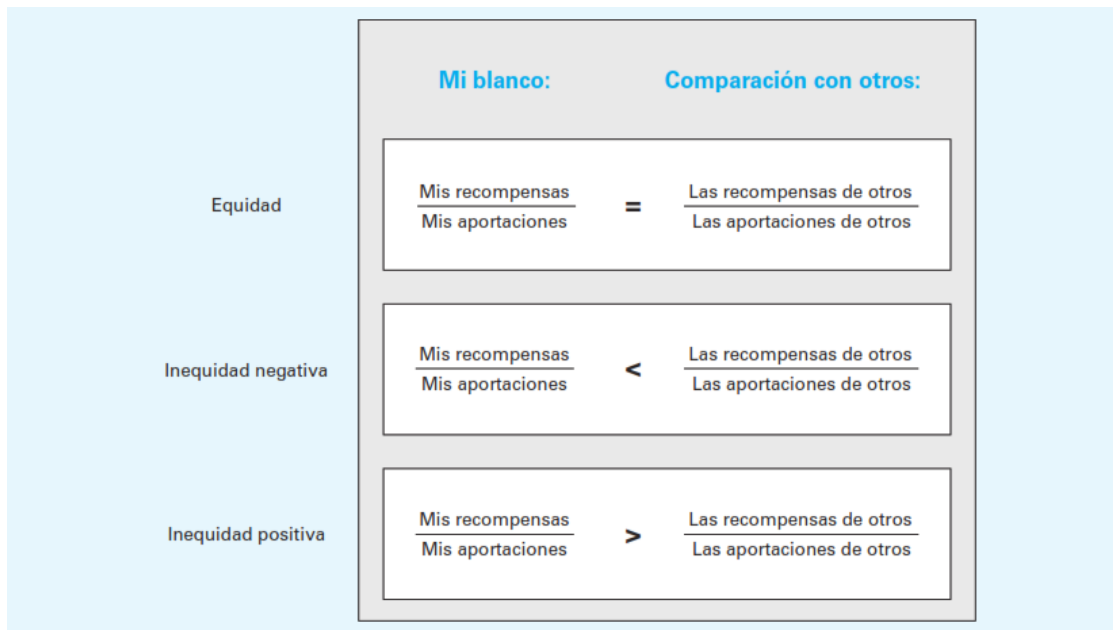 Mi blanco: Comparación con otros:
Equidad
Mis recompensas = Las recompensas de otros
Mis aportaciones Las aportaciones de otros
Inequidad negativa
Mis recompensas < Las recompensas de otros
Mis aportaciones Las aportaciones de otros
Inequidad positiva
Mis recompensas > Las recompensas de otros
Mis aportaciones Las aportaciones de otros